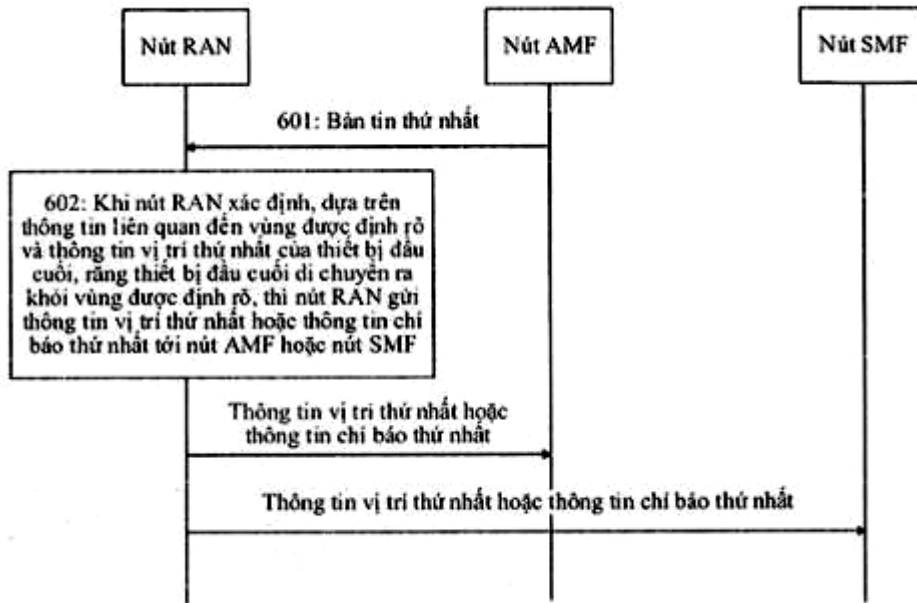 Nút RAN
Nút AMF
Nút SMF
601: Bản tin thứ nhất
602: Khi nút RAN xác định, dựa trên
thông tin liên quan đến vùng được định rõ
và thông tin vị trí thứ nhất của thiết bị đầu
cuối, rằng thiết bị đầu cuối di chuyển ra
khỏi vùng được định rõ, thì nút RAN gửi
thông tin vị trí thứ nhất hoặc thông tin chỉ
báo thứ nhất tới nút AMF hoặc nút SMF
Thông tin vị trí thứ nhất hoặc
thông tin chỉ báo thứ nhất
Thông tin vị trí thứ nhất hoặc thông tin chỉ báo thứ nhất